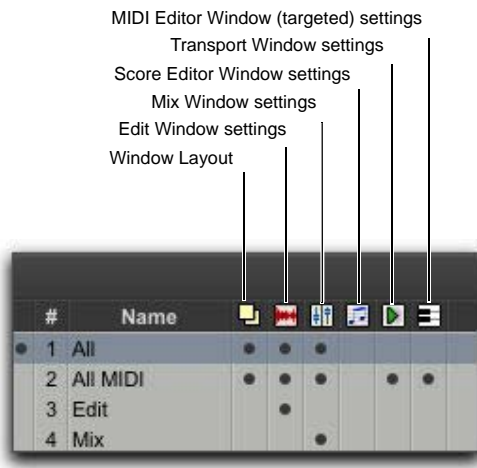 MIDI Editor Window (targeted) settings
Transport Window settings
Score Editor Window settings
Mix Window settings
Edit Window settings
Window Layout
# Name
1 All
2 All MIDI
3 Edit
4 Mix